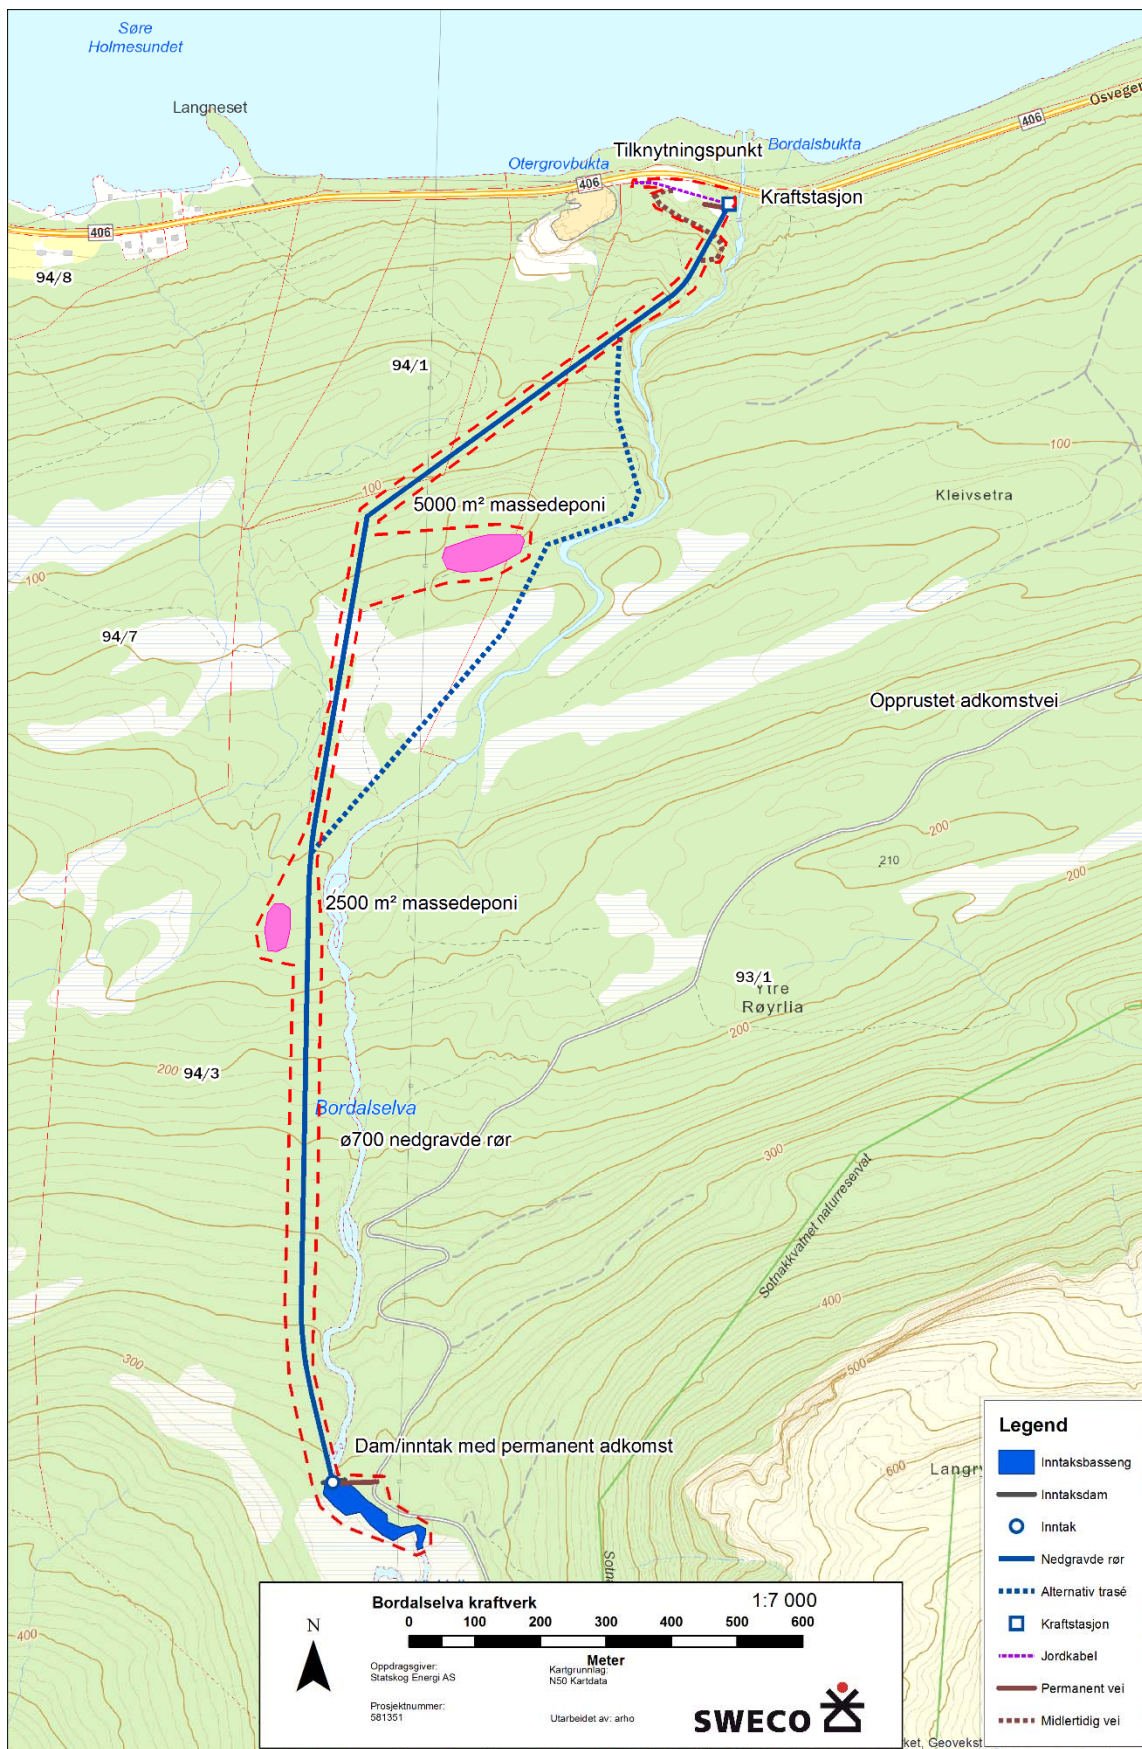 Søre
Holmesundet
Langneset
Osvegen
406
Tilknytningspunkt
Bordalsbukta
Otergrovbukta
406
Kraftstasjon
406
94/8
94/1
100
100
5000 m² massedeponi
Kleivsetra
100
94/7
Opprustet adkomstvei
200
210
200
2500 m² massedeponi
93/1
Ytre
Røyrlia
200
200
94/3
Bordalselva
ø700 nedgravde rør
300
Sotnakkvatnet naturreservat
400
300
500
Dam/inntak med permanent adkomst
600
400
Legend
Inntaksbasseng
Inntaksdam
Inntak
Nedgravde rør
Alternativ trasé
Kraftstasjon
Jordkabel
Permanent vei
Midlertidig vei
Bordalselva kraftverk
1:7 000
N
0 100 200 300 400 500 600
Meter
Oppdragsgiver:
Statskog Energi AS
Kartgrunnlag:
N50 Kartdata
Prosjektnummer:
581351
Utarbeidet av: arho
SWECO
ket, Geovekst